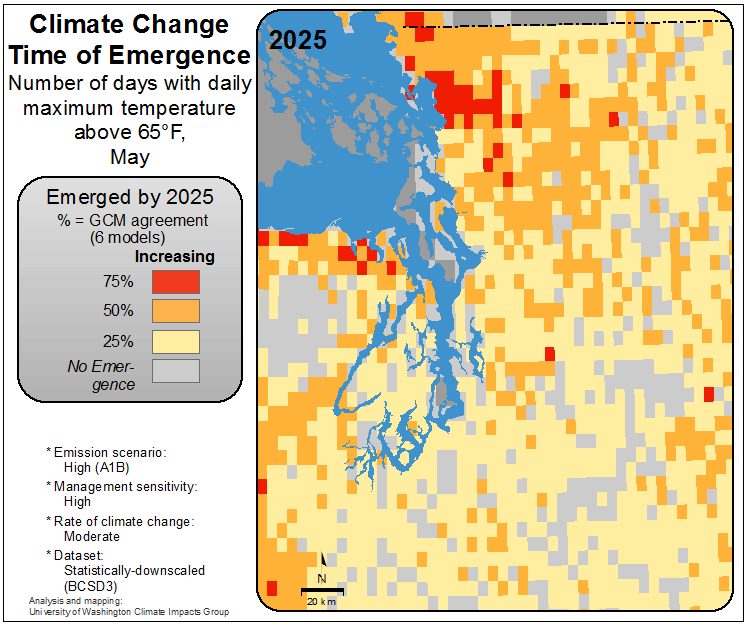 Climate Change
Time of Emergence
Number of days with daily
maximum temperature
above 65°F,
May
2025
Emerged by 2025
% = GCM agreement
(6 models)
Increasing
75%
50%
25%
No Emer-
gence
* Emission scenario:
High (A1B)
* Management sensitivity:
High
* Rate of climate change:
Moderate
* Dataset:
Statistically-downscaled
(BCSD3)
Analysis and mapping:
University of Washington Climate Impacts Group
N
20 km